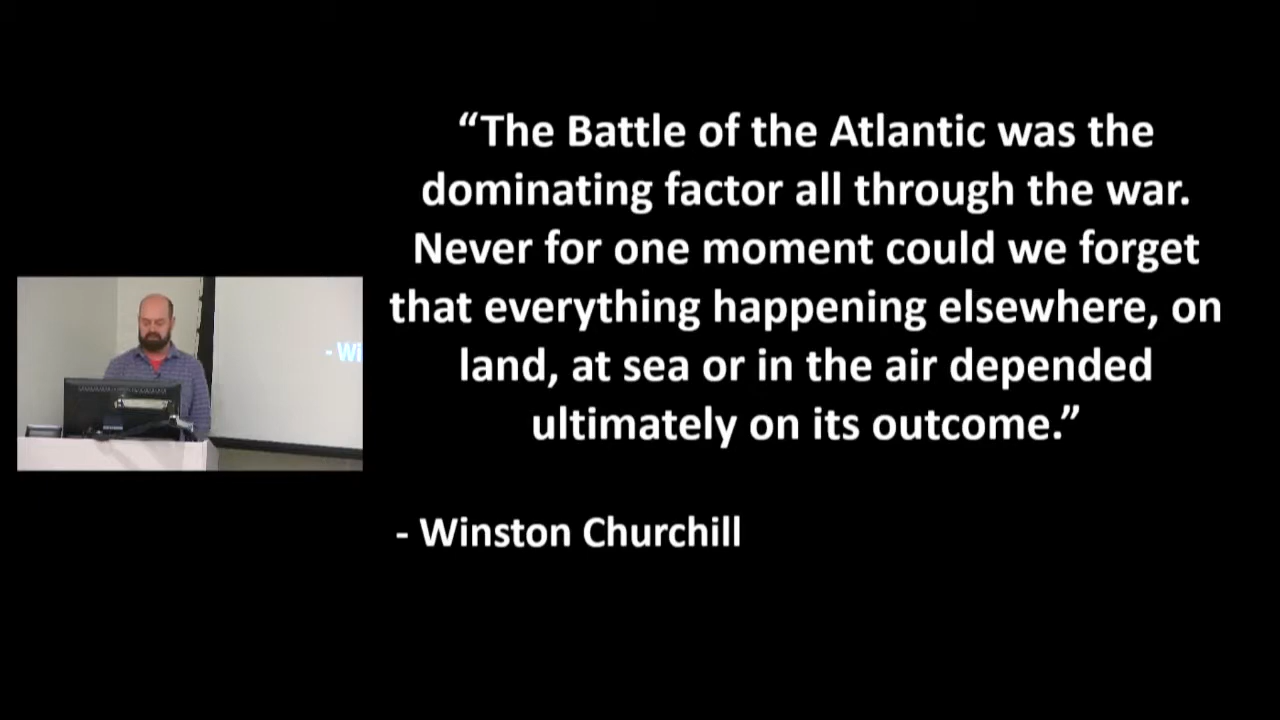 “The Battle of the Atlantic was the
dominating factor all through the war.
Never for one moment could we forget
that everything happening elsewhere, on
land, at sea or in the air depended
ultimately on its outcome.”
- Winston Churchill
- Wi